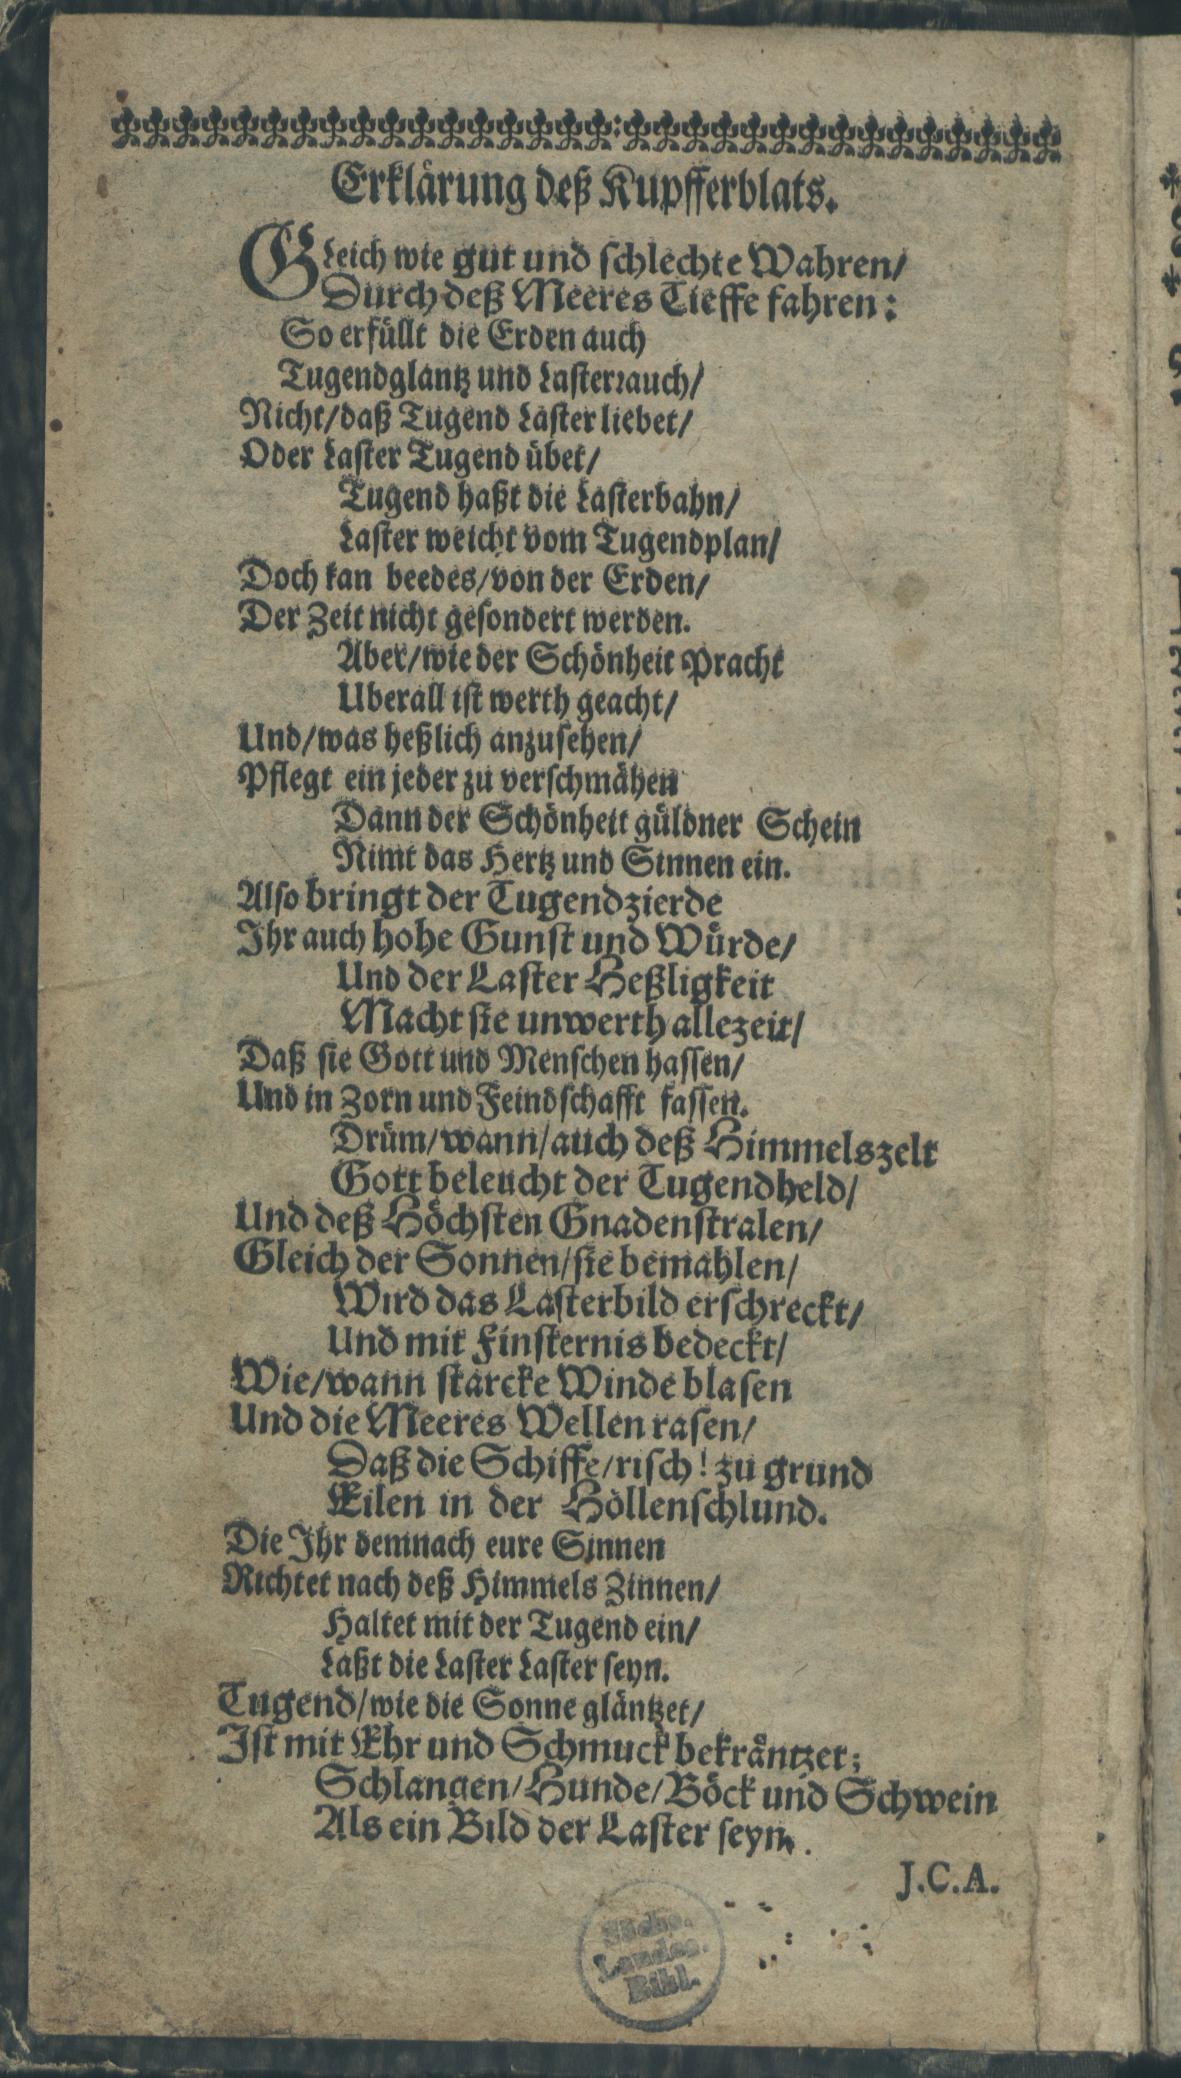 Erklärung deß Kupfferblats.
Gleich wie gut und schlechte Wahren/
Durch deß Meeres Tieffe fahren:
So erfüllt die Erden auch
Tugendglantz und Lasterrauch/
Nicht/daß Tugend Laster liebet/
Oder Laster Tugend übet/
Tugend haßt die Lasterbahn/
Laster weicht vom Tugendplan/
Doch kan beedes/von der Erden/
Der Zeit nicht gesondert werden.
Aber/wie der Schönheit Pracht
Uberall ist werth geacht/
Und/was heßlich anzusehen/
Pflegt ein jeder zu verschmähen
Dann der Schönheit güldner Schein
Nimt das Hertz und Sinnen ein.
Also bringt der Tugendzierde
Ihr auch hohe Gunst und Würde/
Und der Laster Heßligkeit
Macht sie unwerth allezeit/
Daß sie Gott und Menschen hassen/
Und in Zorn und Feindschafft fassen.
Drüm/wann/auch deß Himmelszelt
Gott beleucht der Tugendheld/
Und deß Höchsten Gnadenstralen/
Gleich der Sonnen/sie bemahlen/
Wird das Lasterbild erschreckt/
Und mit Finsternis bedeckt/
Wie/wann starcke Winde blasen
Und die Meeres Wellen rasen/
Daß die Schiffe/risch! zu grund
Eilen in der Höllenschlund.
Die Ihr demnach eure Sinnen
Richtet nach deß Himmels Zinnen/
Haltet mit der Tugend ein/
Laßt die Laster Laster seyn.
Tugend/wie die Sonne gläntzet/
Ist mit Ehr und Schmuck bekräntzet;
Schlangen/Hunde/Böck und Schwein
Als ein Bild der Laster seyn.
J.C.A.
Sächs.
Landes.
Bibl.